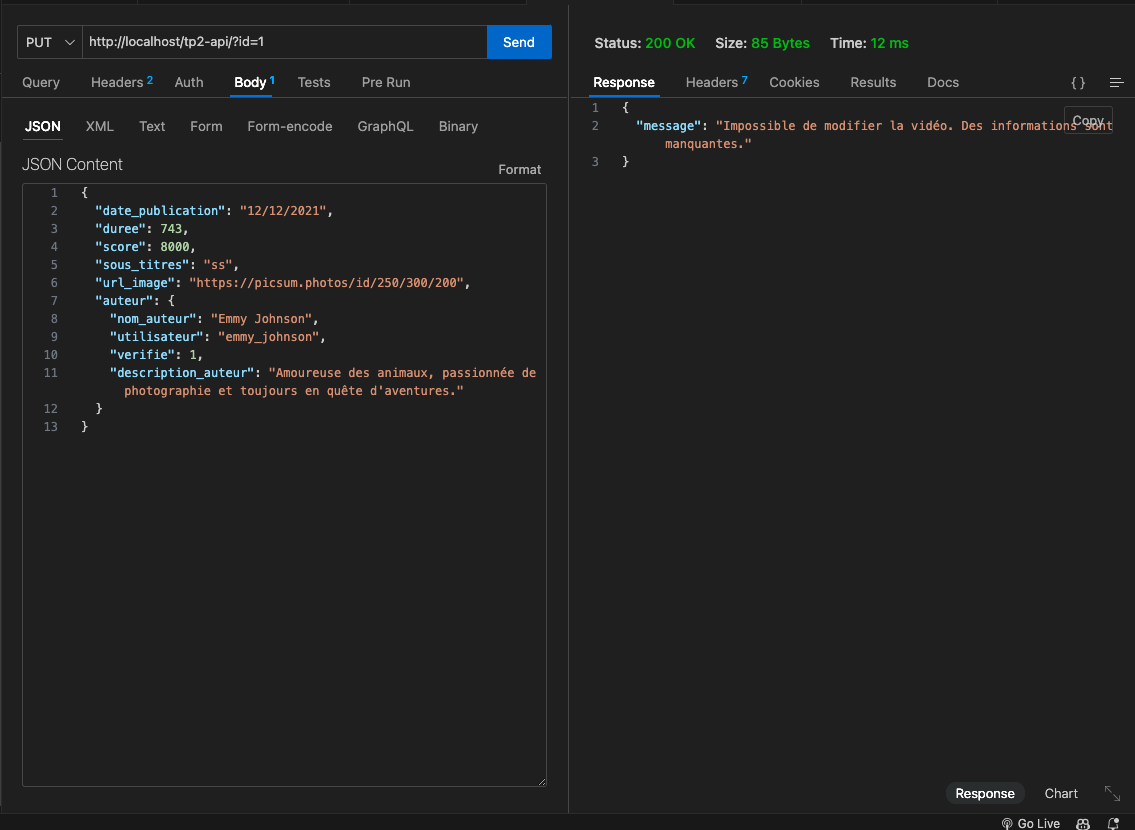 PUT http://localhost/tp2-api/?id=1 Send
Query Headers 2 Auth Body 1 Tests Pre Run
JSON XML Text Form Form-encode GraphQL Binary
JSON Content
Format
1 {
2 "date_publication": "12/12/2021",
3 "duree": 743,
4 "score": 8000,
5 "sous_titres": "ss",
6 "url_image": "https://picsum.photos/id/250/300/200",
7 "auteur": {
8 "nom_auteur": "Emmy Johnson",
9 "utilisateur": "emmy_johnson",
10 "verifie": 1,
11 "description_auteur": "Amoureuse des animaux, passionnée de
photographie et toujours en quête d'aventures."
12 }
13 }
Status: 200 OK Size: 85 Bytes Time: 12 ms
Response Headers 7 Cookies Results Docs { }
1 {
Copy
2 "message": "Impossible de modifier la vidéo. Des informations sont
manquantes."
3 }
Response Chart
Go Live